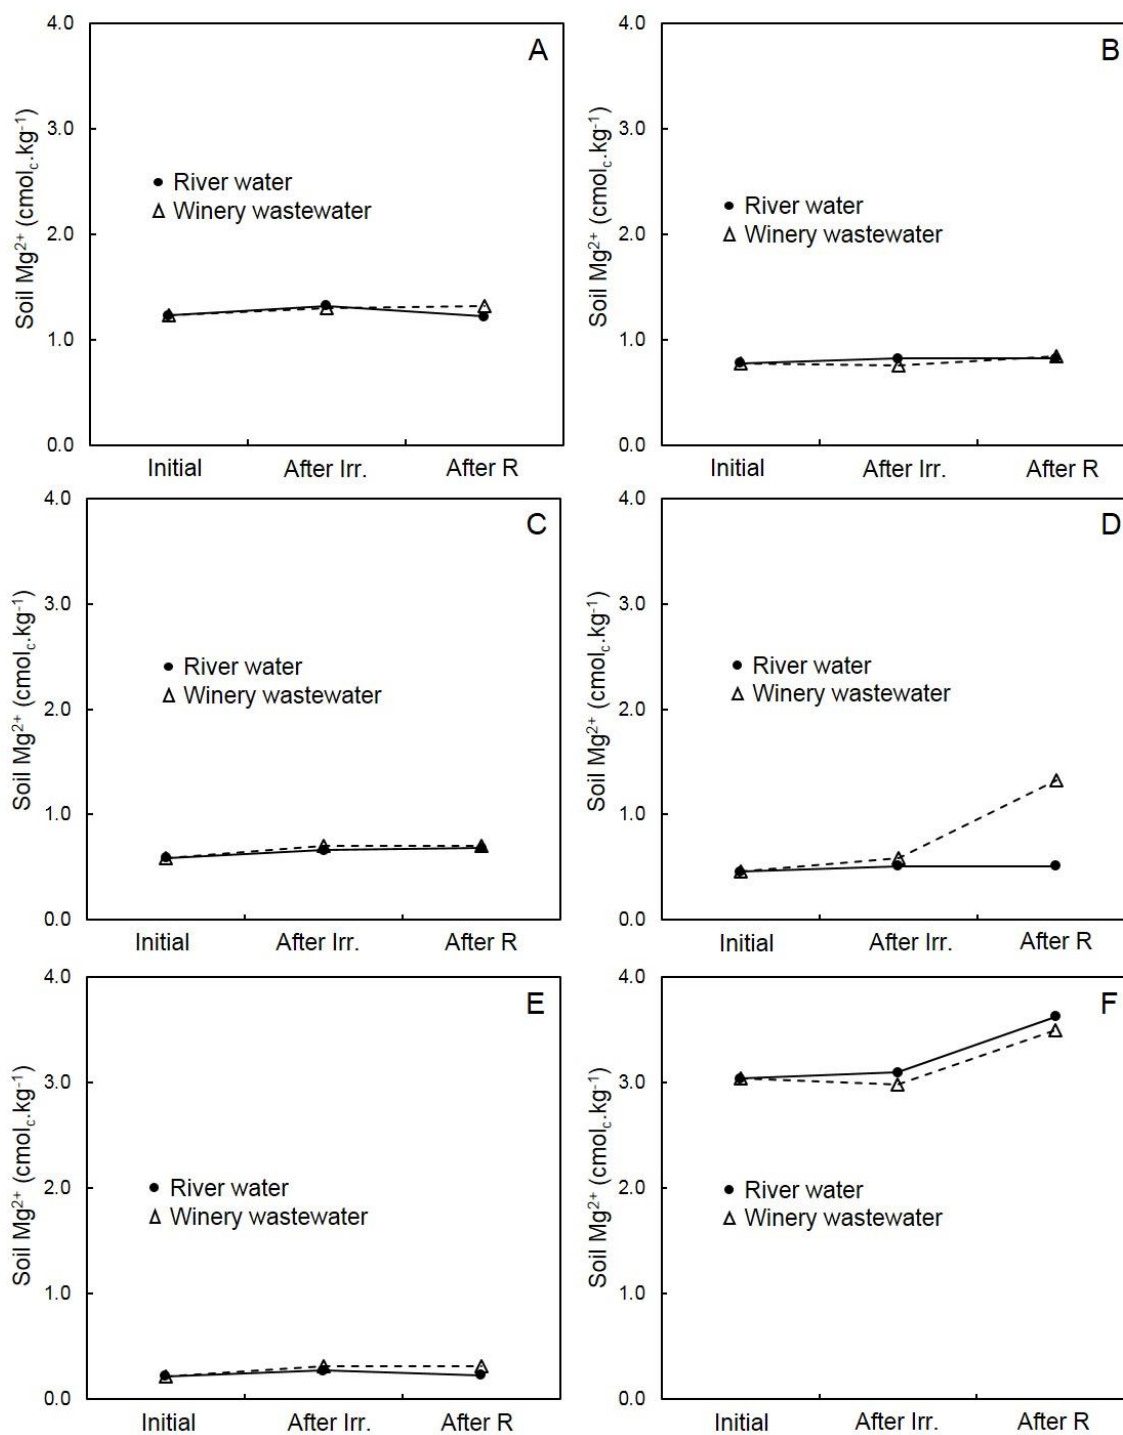 A
Soil Mg²⁺ (cmol_c.kg⁻¹)
4.0
3.0
2.0
1.0
0.0
River water
Winery wastewater
Initial After Irr. After R
B
Soil Mg²⁺ (cmol_c.kg⁻¹)
4.0
3.0
2.0
1.0
0.0
River water
Winery wastewater
Initial After Irr. After R
C
Soil Mg²⁺ (cmol_c.kg⁻¹)
4.0
3.0
2.0
1.0
0.0
River water
Winery wastewater
Initial After Irr. After R
D
Soil Mg²⁺ (cmol_c.kg⁻¹)
4.0
3.0
2.0
1.0
0.0
River water
Winery wastewater
Initial After Irr. After R
E
Soil Mg²⁺ (cmol_c.kg⁻¹)
4.0
3.0
2.0
1.0
0.0
River water
Winery wastewater
Initial After Irr. After R
F
Soil Mg²⁺ (cmol_c.kg⁻¹)
4.0
3.0
2.0
1.0
0.0
River water
Winery wastewater
Initial After Irr. After R